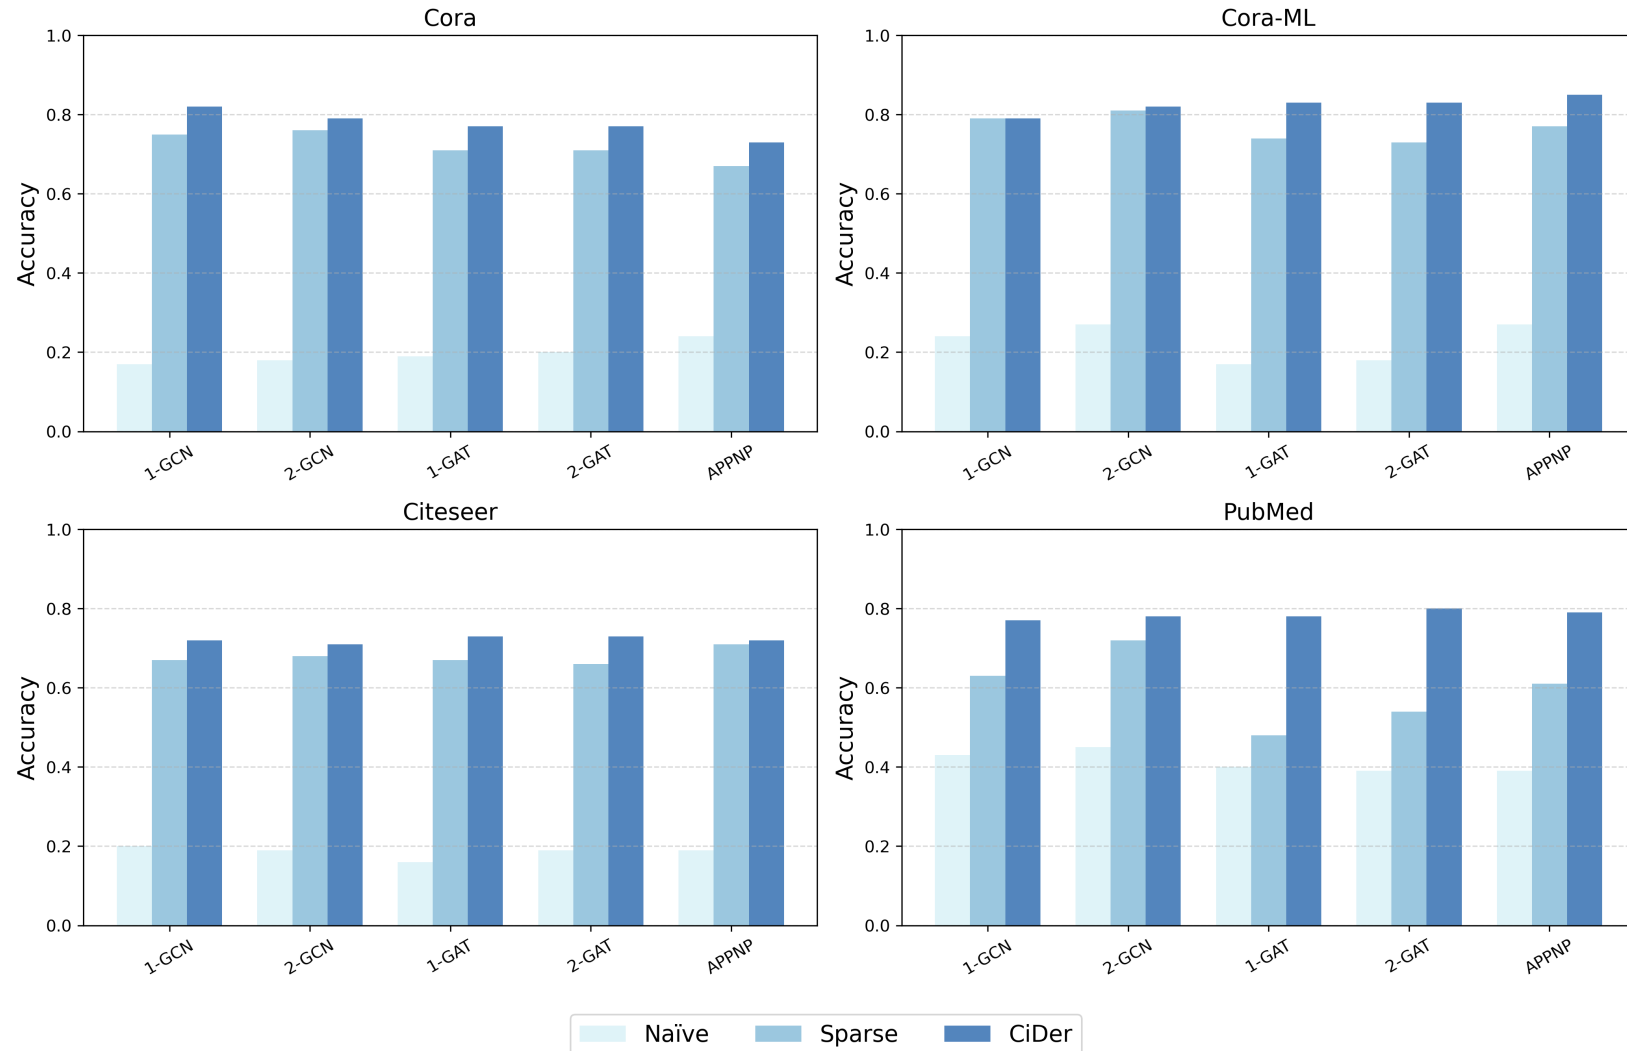 Cora
Accuracy
1.0
0.8
0.6
0.4
0.2
0.0
1-GCN 2-GCN 1-GAT 2-GAT APPNP
Cora-ML
Accuracy
1.0
0.8
0.6
0.4
0.2
0.0
1-GCN 2-GCN 1-GAT 2-GAT APPNP
Citeseer
Accuracy
1.0
0.8
0.6
0.4
0.2
0.0
1-GCN 2-GCN 1-GAT 2-GAT APPNP
PubMed
Accuracy
1.0
0.8
0.6
0.4
0.2
0.0
1-GCN 2-GCN 1-GAT 2-GAT APPNP
Naïve Sparse CiDer